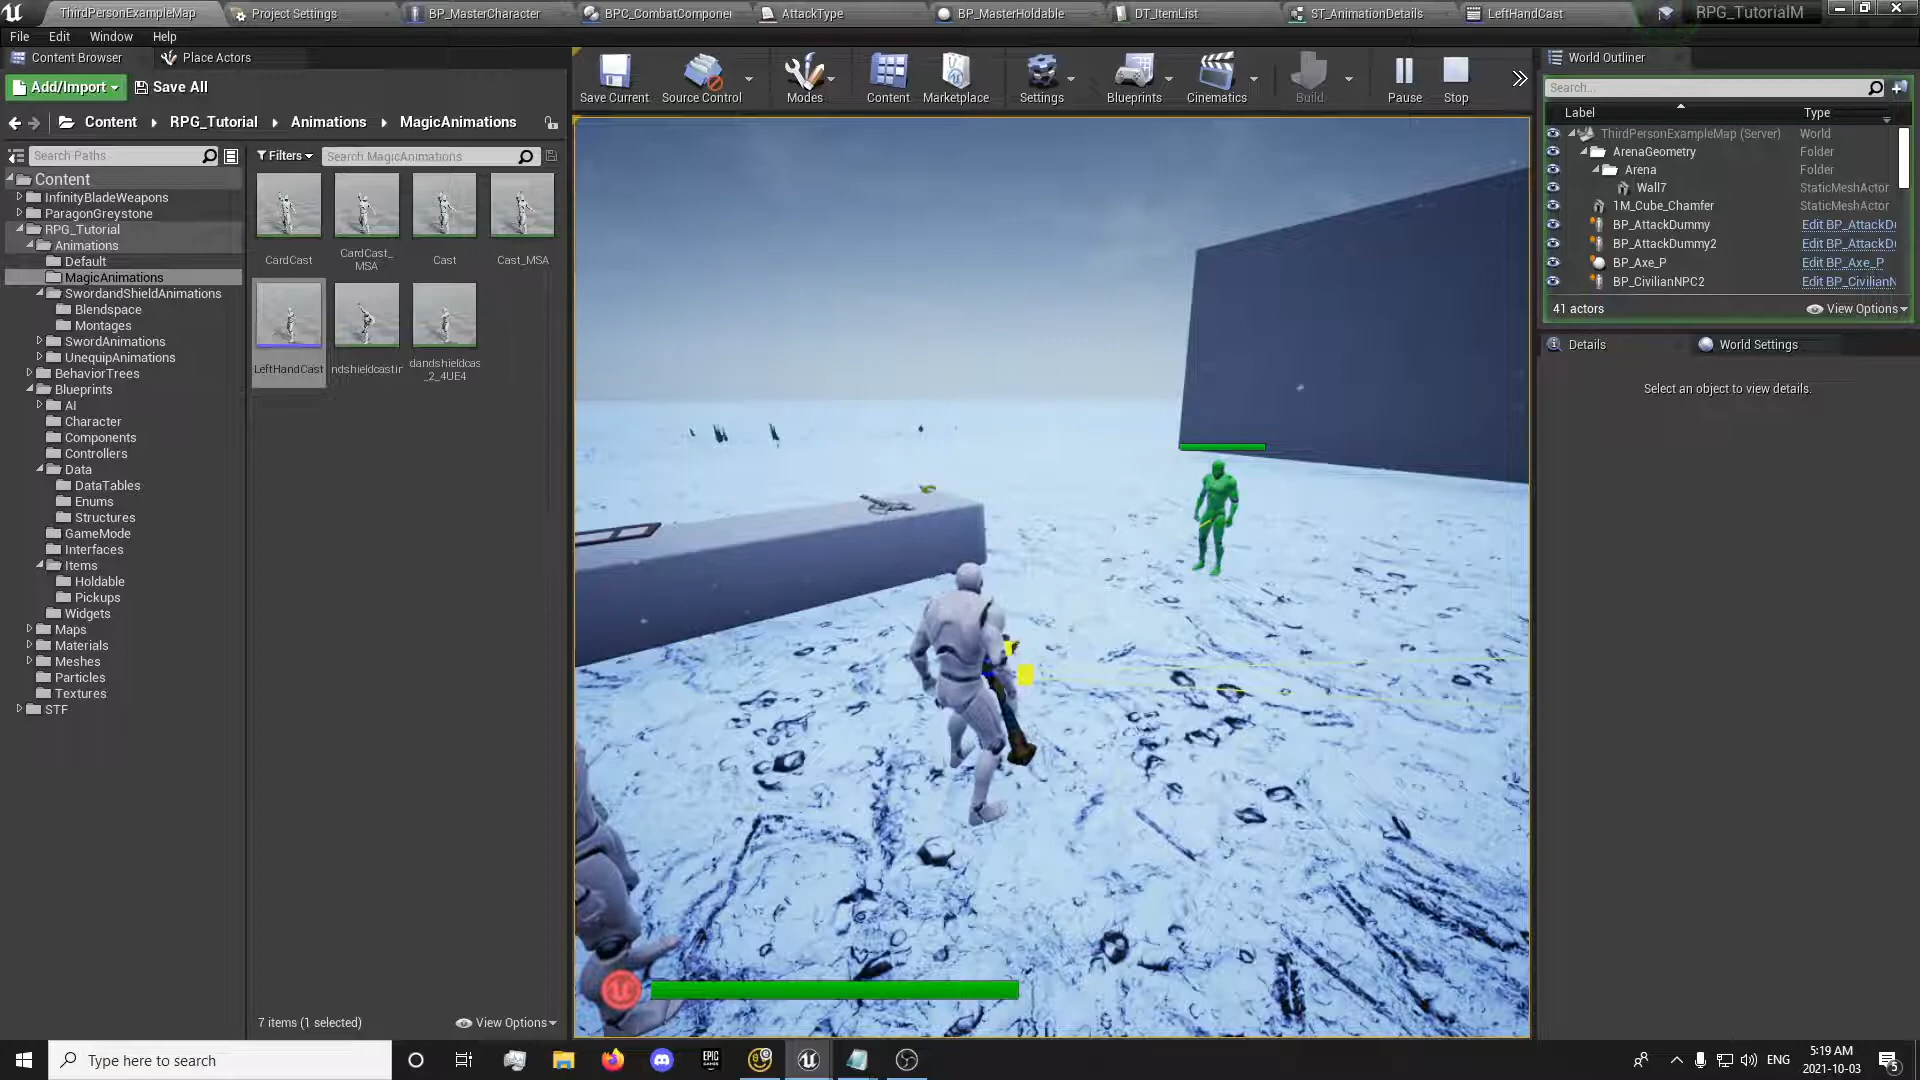 ThirdPersonExampleMap
Project Settings
BP_MasterCharacter
BPC_CombatComponen
AttackType
BP_MasterHoldable
DT_ItemList
ST_AnimationDetails
LeftHandCast
RPG_TutorialM
File
Edit
Window
Help
Content Browser
Place Actors
Add/Import
Save All
Content
RPG_Tutorial
Animations
MagicAnimations
Search Paths
Filters
Search MagicAnimations
Content
InfinityBladeWeapons
ParagonGreystone
RPG_Tutorial
Animations
Default
MagicAnimations
SwordandShieldAnimations
Blendspace
Montages
SwordAnimations
UnequipAnimations
BehaviorTrees
Blueprints
AI
Character
Components
Controllers
Data
DataTables
Enums
Structures
GameMode
Interfaces
Items
Holdable
Pickups
Widgets
Maps
Materials
Meshes
Particles
Textures
STF
CardCast
CardCast_
MSA
Cast
Cast_MSA
LeftHandCast
ndshieldcastir
dandshieldcas
_2_4UE4
7 items (1 selected)
View Options
Save Current
Source Control
Modes
Content
Marketplace
Settings
Blueprints
Cinematics
Build
Pause
Stop
World Outliner
Search...
Label
Type
ThirdPersonExampleMap (Server)
World
ArenaGeometry
Folder
Arena
Folder
Wall7
StaticMeshActor
1M_Cube_Chamfer
StaticMeshActor
BP_AttackDummy
Edit BP_AttackDu
BP_AttackDummy2
Edit BP_AttackDu
BP_Axe_P
Edit BP_Axe_P
BP_CivilianNPC2
Edit BP_CivilianN
41 actors
View Options
Details
World Settings
Select an object to view details.
Type here to search
EPIC
GAMES
ENG
5:19 AM
2021-10-03
5